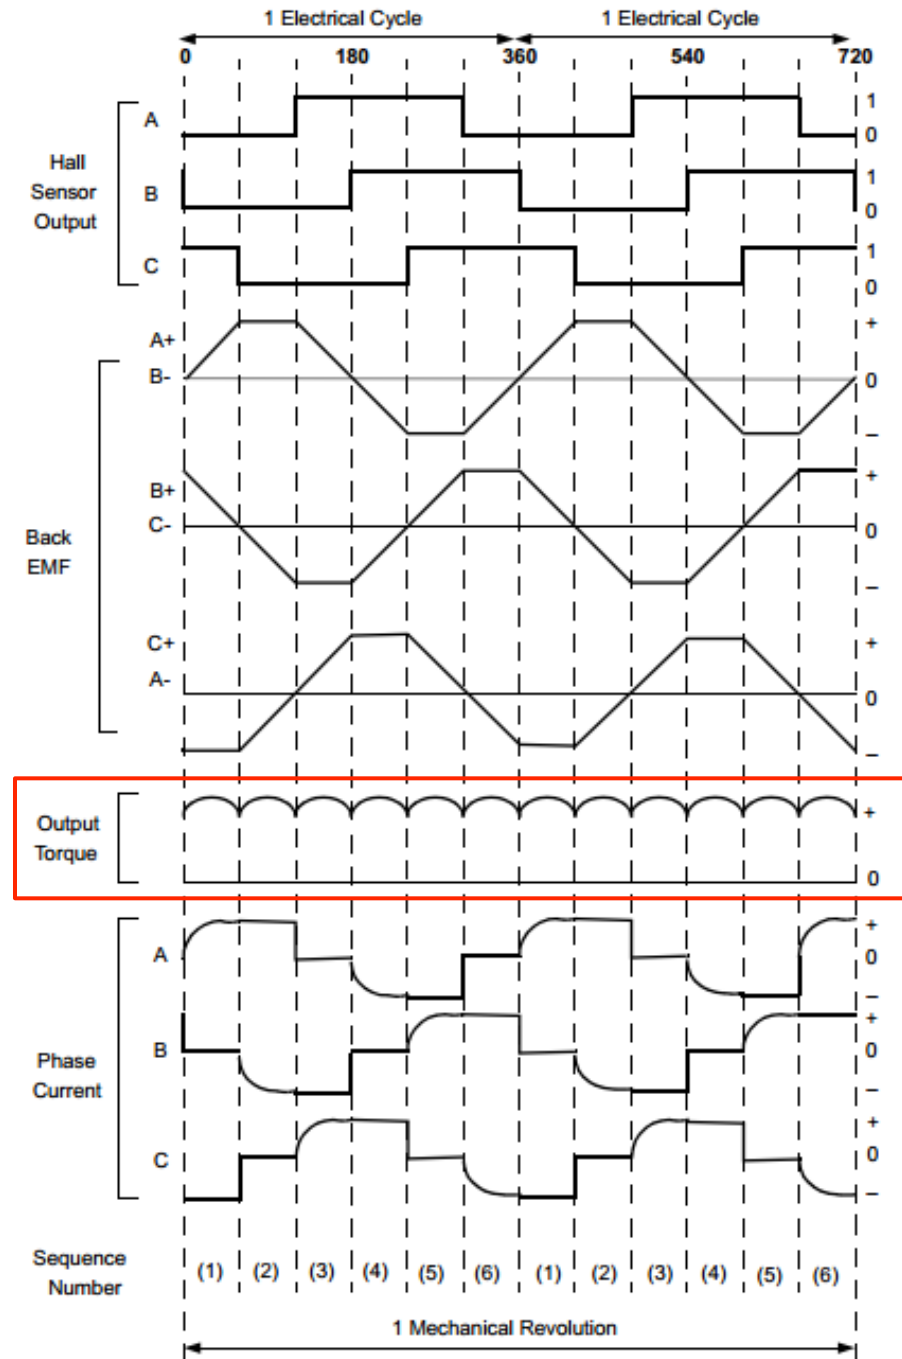 1 Electrical Cycle 1 Electrical Cycle
0 180 360 540 720
A 1
0
Hall
Sensor
Output
B 1
0
C 1
0
A+ +
B- 0
–
B+ +
C- 0
–
Back
EMF
C+ +
A- 0
–
Output
Torque
+
0
A +
0
–
B +
0
–
Phase
Current
C +
0
–
Sequence
Number
(1) (2) (3) (4) (5) (6) (1) (2) (3) (4) (5) (6)
1 Mechanical Revolution